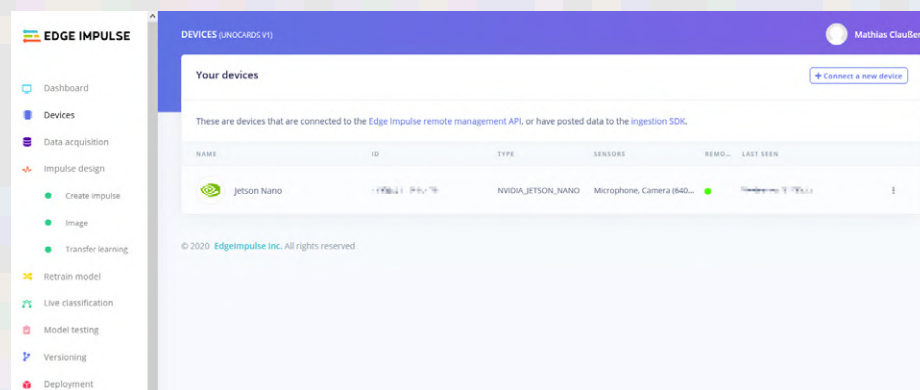 EDGE IMPULSE
Dashboard
Devices
Data acquisition
Impulse design
Create impulse
Image
Transfer learning
Retrain model
Live classification
Model testing
Versioning
Deployment
DEVICES (UNOCARDS V1)
Mathias Claußen
Your devices
+ Connect a new device
These are devices that are connected to the Edge Impulse remote management API, or have posted data to the ingestion SDK.
NAME ID TYPE SENSORS REMO... LAST SEEN
Jetson Nano NVIDIA_JETSON_NANO Microphone, Camera (640...
© 2020 EdgeImpulse Inc. All rights reserved